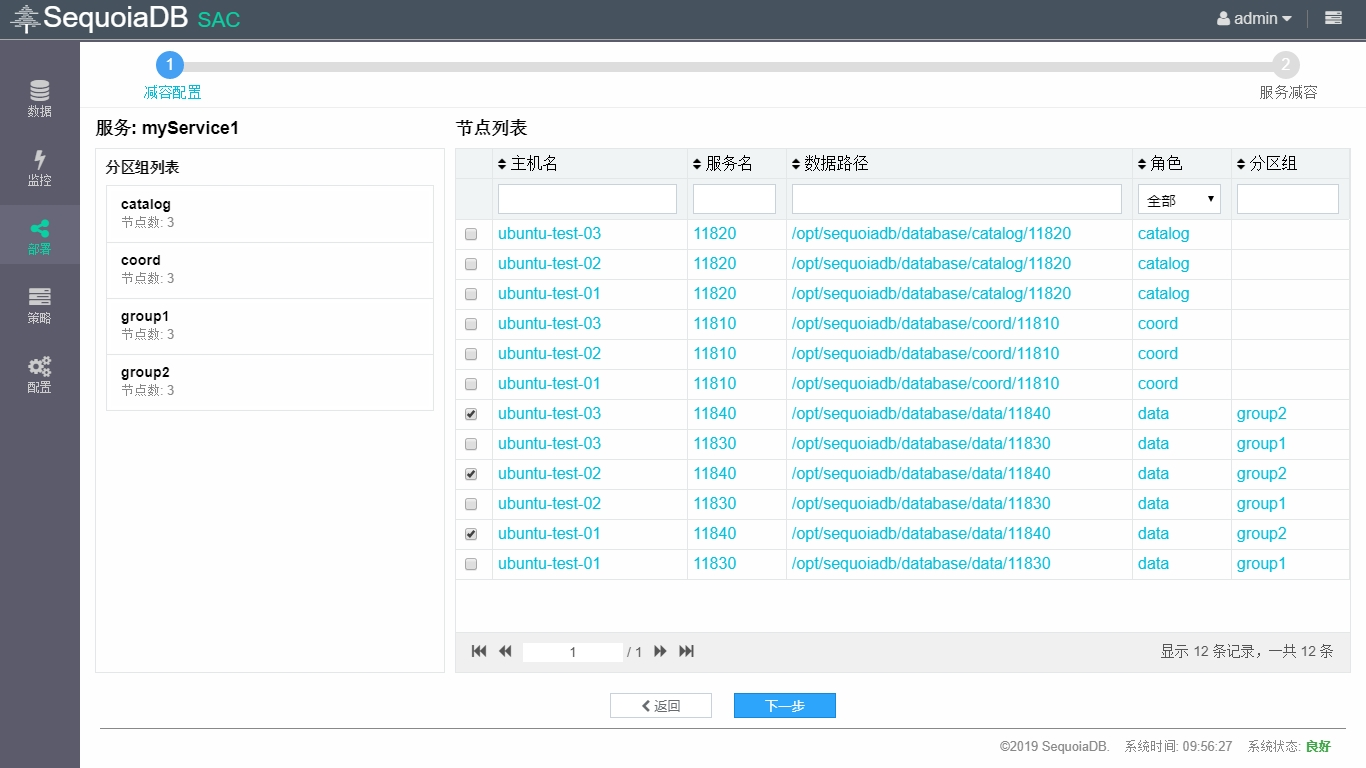 SequoiaDB SAC
admin
数据
监控
部署
策略
配置
1
减容配置
2
服务减容
服务: myService1
分区组列表
catalog
节点数: 3
coord
节点数: 3
group1
节点数: 3
group2
节点数: 3
节点列表
主机名 服务名 数据路径 角色 分区组
全部
ubuntu-test-03 11820 /opt/sequoiadb/database/catalog/11820 catalog
ubuntu-test-02 11820 /opt/sequoiadb/database/catalog/11820 catalog
ubuntu-test-01 11820 /opt/sequoiadb/database/catalog/11820 catalog
ubuntu-test-03 11810 /opt/sequoiadb/database/coord/11810 coord
ubuntu-test-02 11810 /opt/sequoiadb/database/coord/11810 coord
ubuntu-test-01 11810 /opt/sequoiadb/database/coord/11810 coord
ubuntu-test-03 11840 /opt/sequoiadb/database/data/11840 data group2
ubuntu-test-03 11830 /opt/sequoiadb/database/data/11830 data group1
ubuntu-test-02 11840 /opt/sequoiadb/database/data/11840 data group2
ubuntu-test-02 11830 /opt/sequoiadb/database/data/11830 data group1
ubuntu-test-01 11840 /opt/sequoiadb/database/data/11840 data group2
ubuntu-test-01 11830 /opt/sequoiadb/database/data/11830 data group1
1 / 1
显示 12 条记录，一共 12 条
返回
下一步
©2019 SequoiaDB. 系统时间: 09:56:27 系统状态: 良好